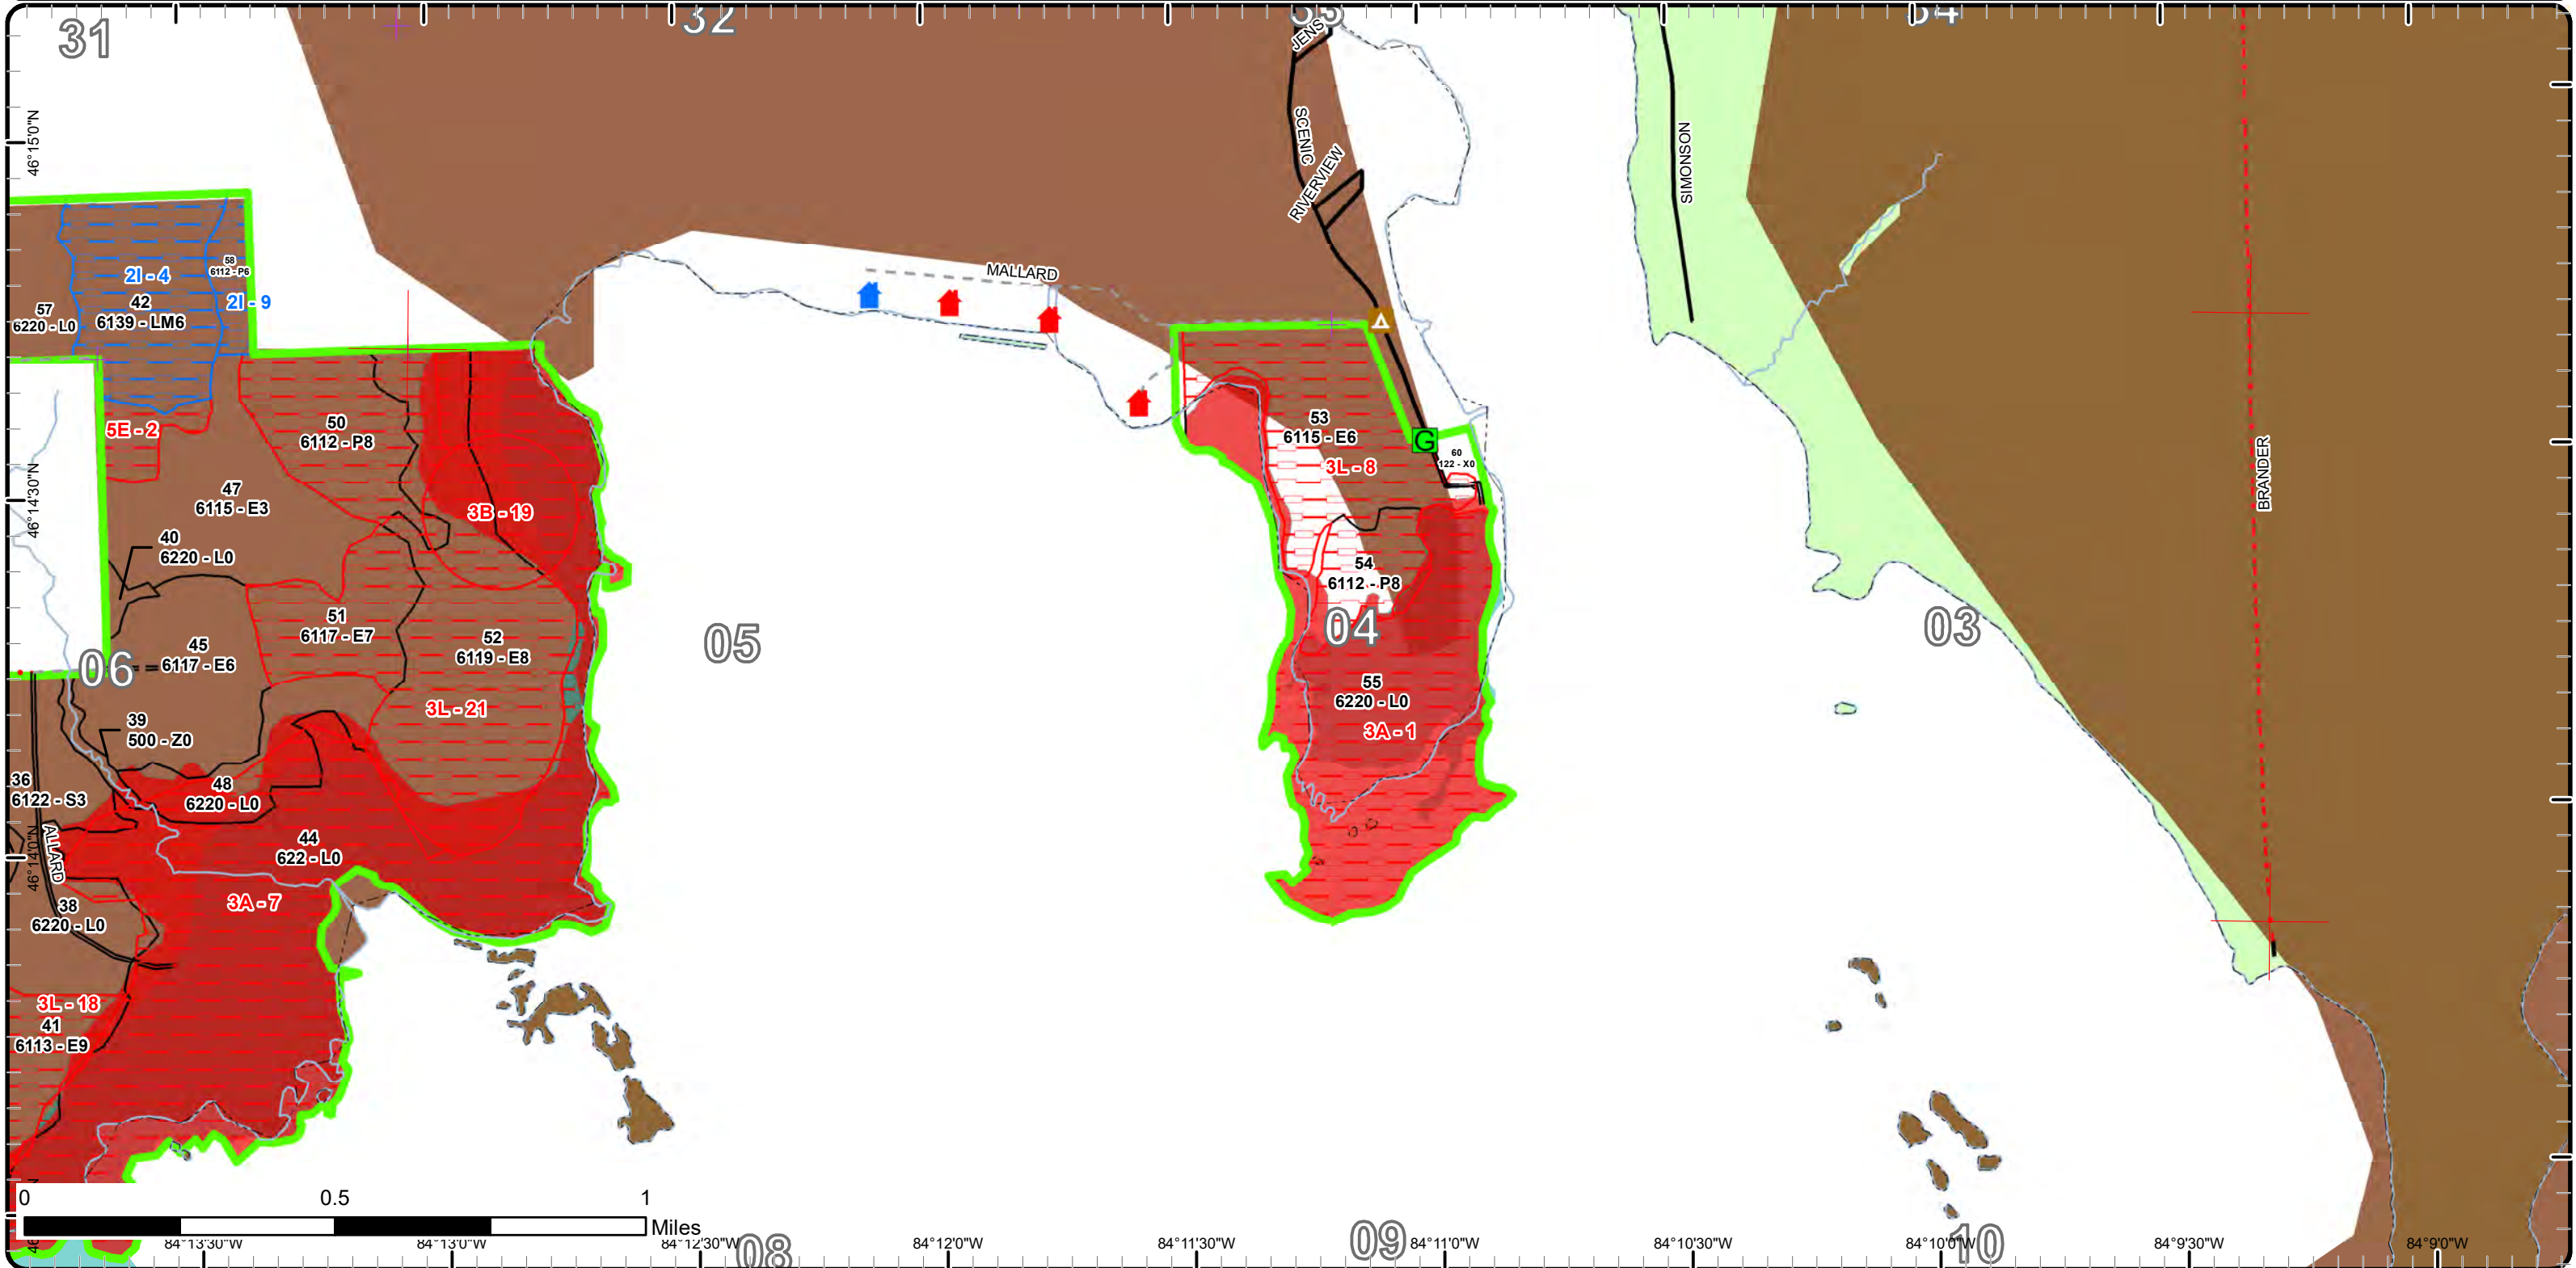 31
32
33
34
JENS
SCENIC
RIVERVIEW
SIMONSON
46°15'0"N
2I - 4
42
6139 - LM6
58
6112 - P6
2I - 9
57
6220 - L0
MALLARD
5E - 2
50
6112 - P8
53
6115 - E6
3L - 8
G
60
122 - X0
BRANDER
46°14'30"N
47
6115 - E3
3B - 19
40
6220 - L0
54
6112 - P8
51
6117 - E7
52
6119 - E8
05
04
03
45
6117 - E6
06
55
6220 - L0
3A - 1
3L - 21
39
500 - Z0
36
6122 - S3
48
6220 - L0
44
622 - L0
ALLARD
46°14'0"N
3A - 7
38
6220 - L0
3L - 18
41
6113 - E9
0
0.5
1
Miles
84°13'30"W
84°13'0"W
84°12'30"W
08
84°12'0"W
84°11'30"W
09
84°11'0"W
84°10'30"W
84°10'0"W
10
84°9'30"W
84°9'0"W